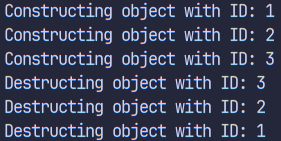 Constructing object with ID: 1
Constructing object with ID: 2
Constructing object with ID: 3
Destructing object with ID: 3
Destructing object with ID: 2
Destructing object with ID: 1